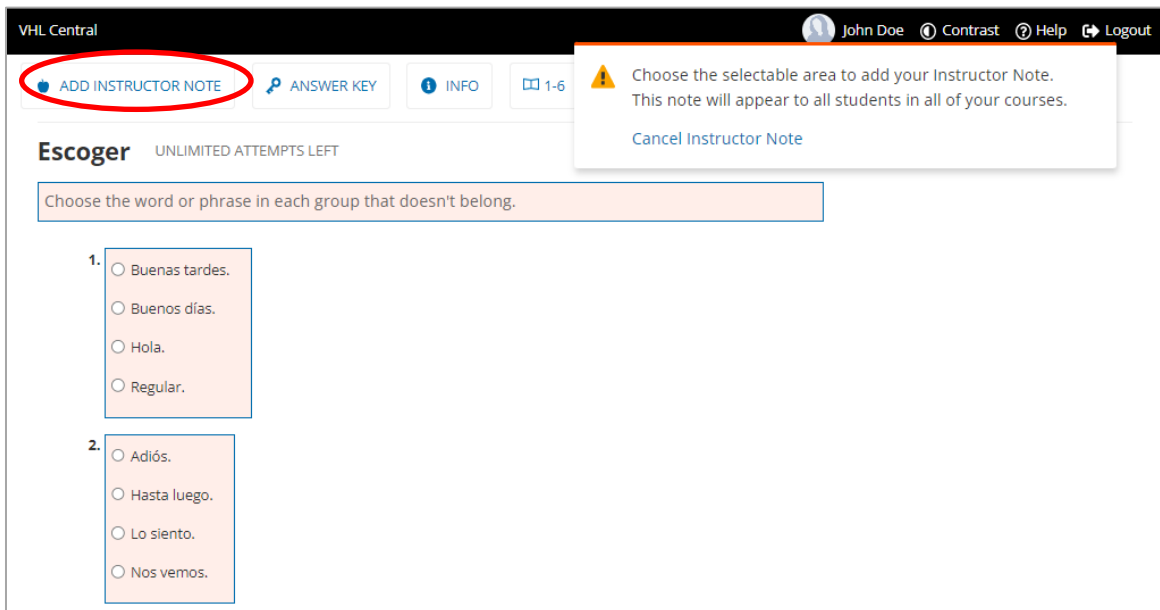 VHL Central
John Doe Contrast Help Logout
ADD INSTRUCTOR NOTE ANSWER KEY INFO 1-6
Choose the selectable area to add your Instructor Note.
This note will appear to all students in all of your courses.
Cancel Instructor Note
Escoger UNLIMITED ATTEMPTS LEFT
Choose the word or phrase in each group that doesn't belong.
1.
Buenas tardes.
Buenos días.
Hola.
Regular.
2.
Adiós.
Hasta luego.
Lo siento.
Nos vemos.